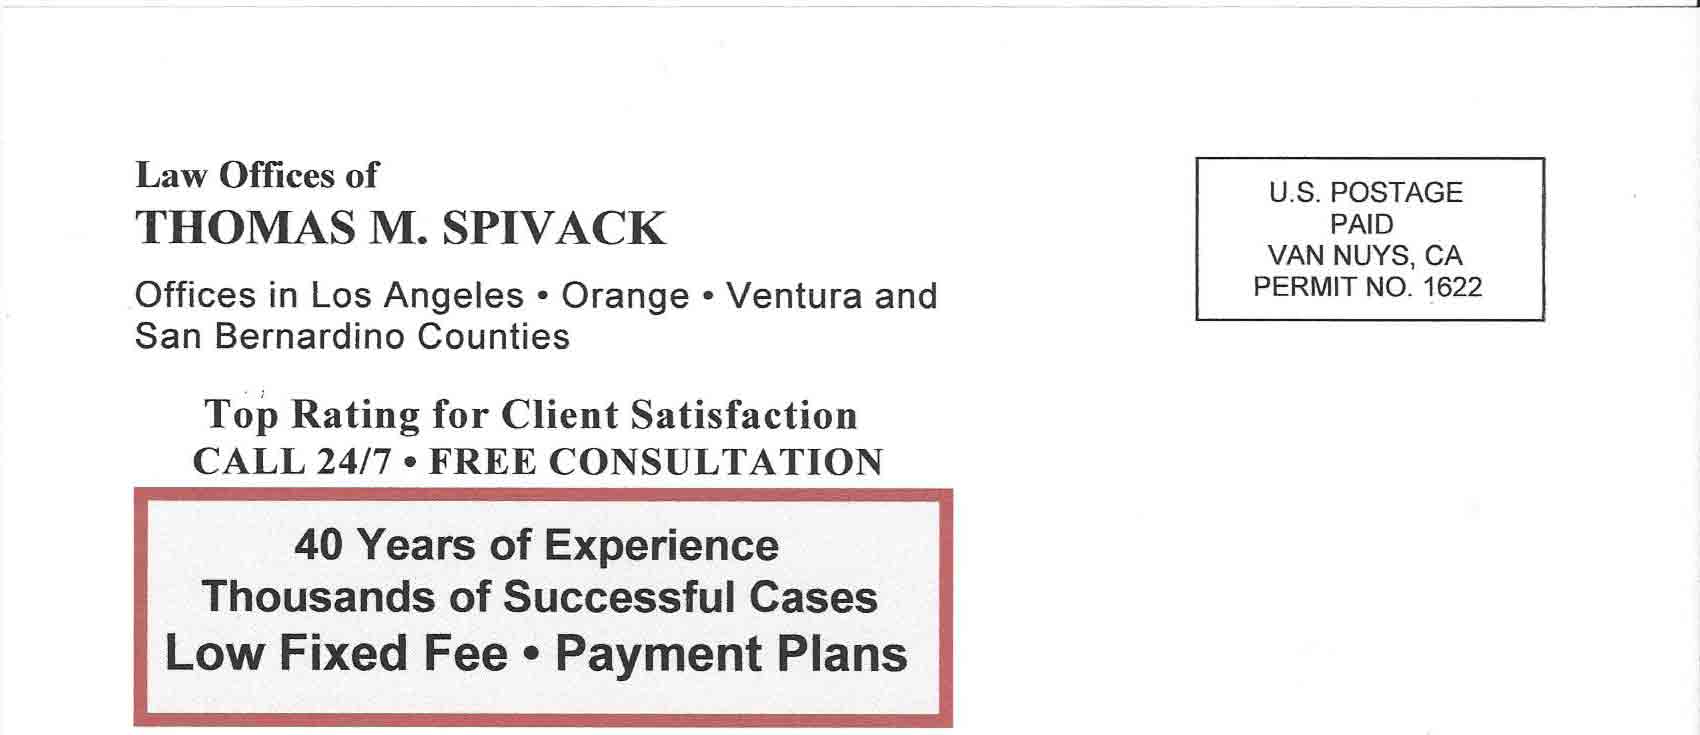 Law Offices of
THOMAS M. SPIVACK
Offices in Los Angeles • Orange • Ventura and
San Bernardino Counties
Top Rating for Client Satisfaction
CALL 24/7 • FREE CONSULTATION
40 Years of Experience
Thousands of Successful Cases
Low Fixed Fee • Payment Plans
U.S. POSTAGE
PAID
VAN NUYS, CA
PERMIT NO. 1622